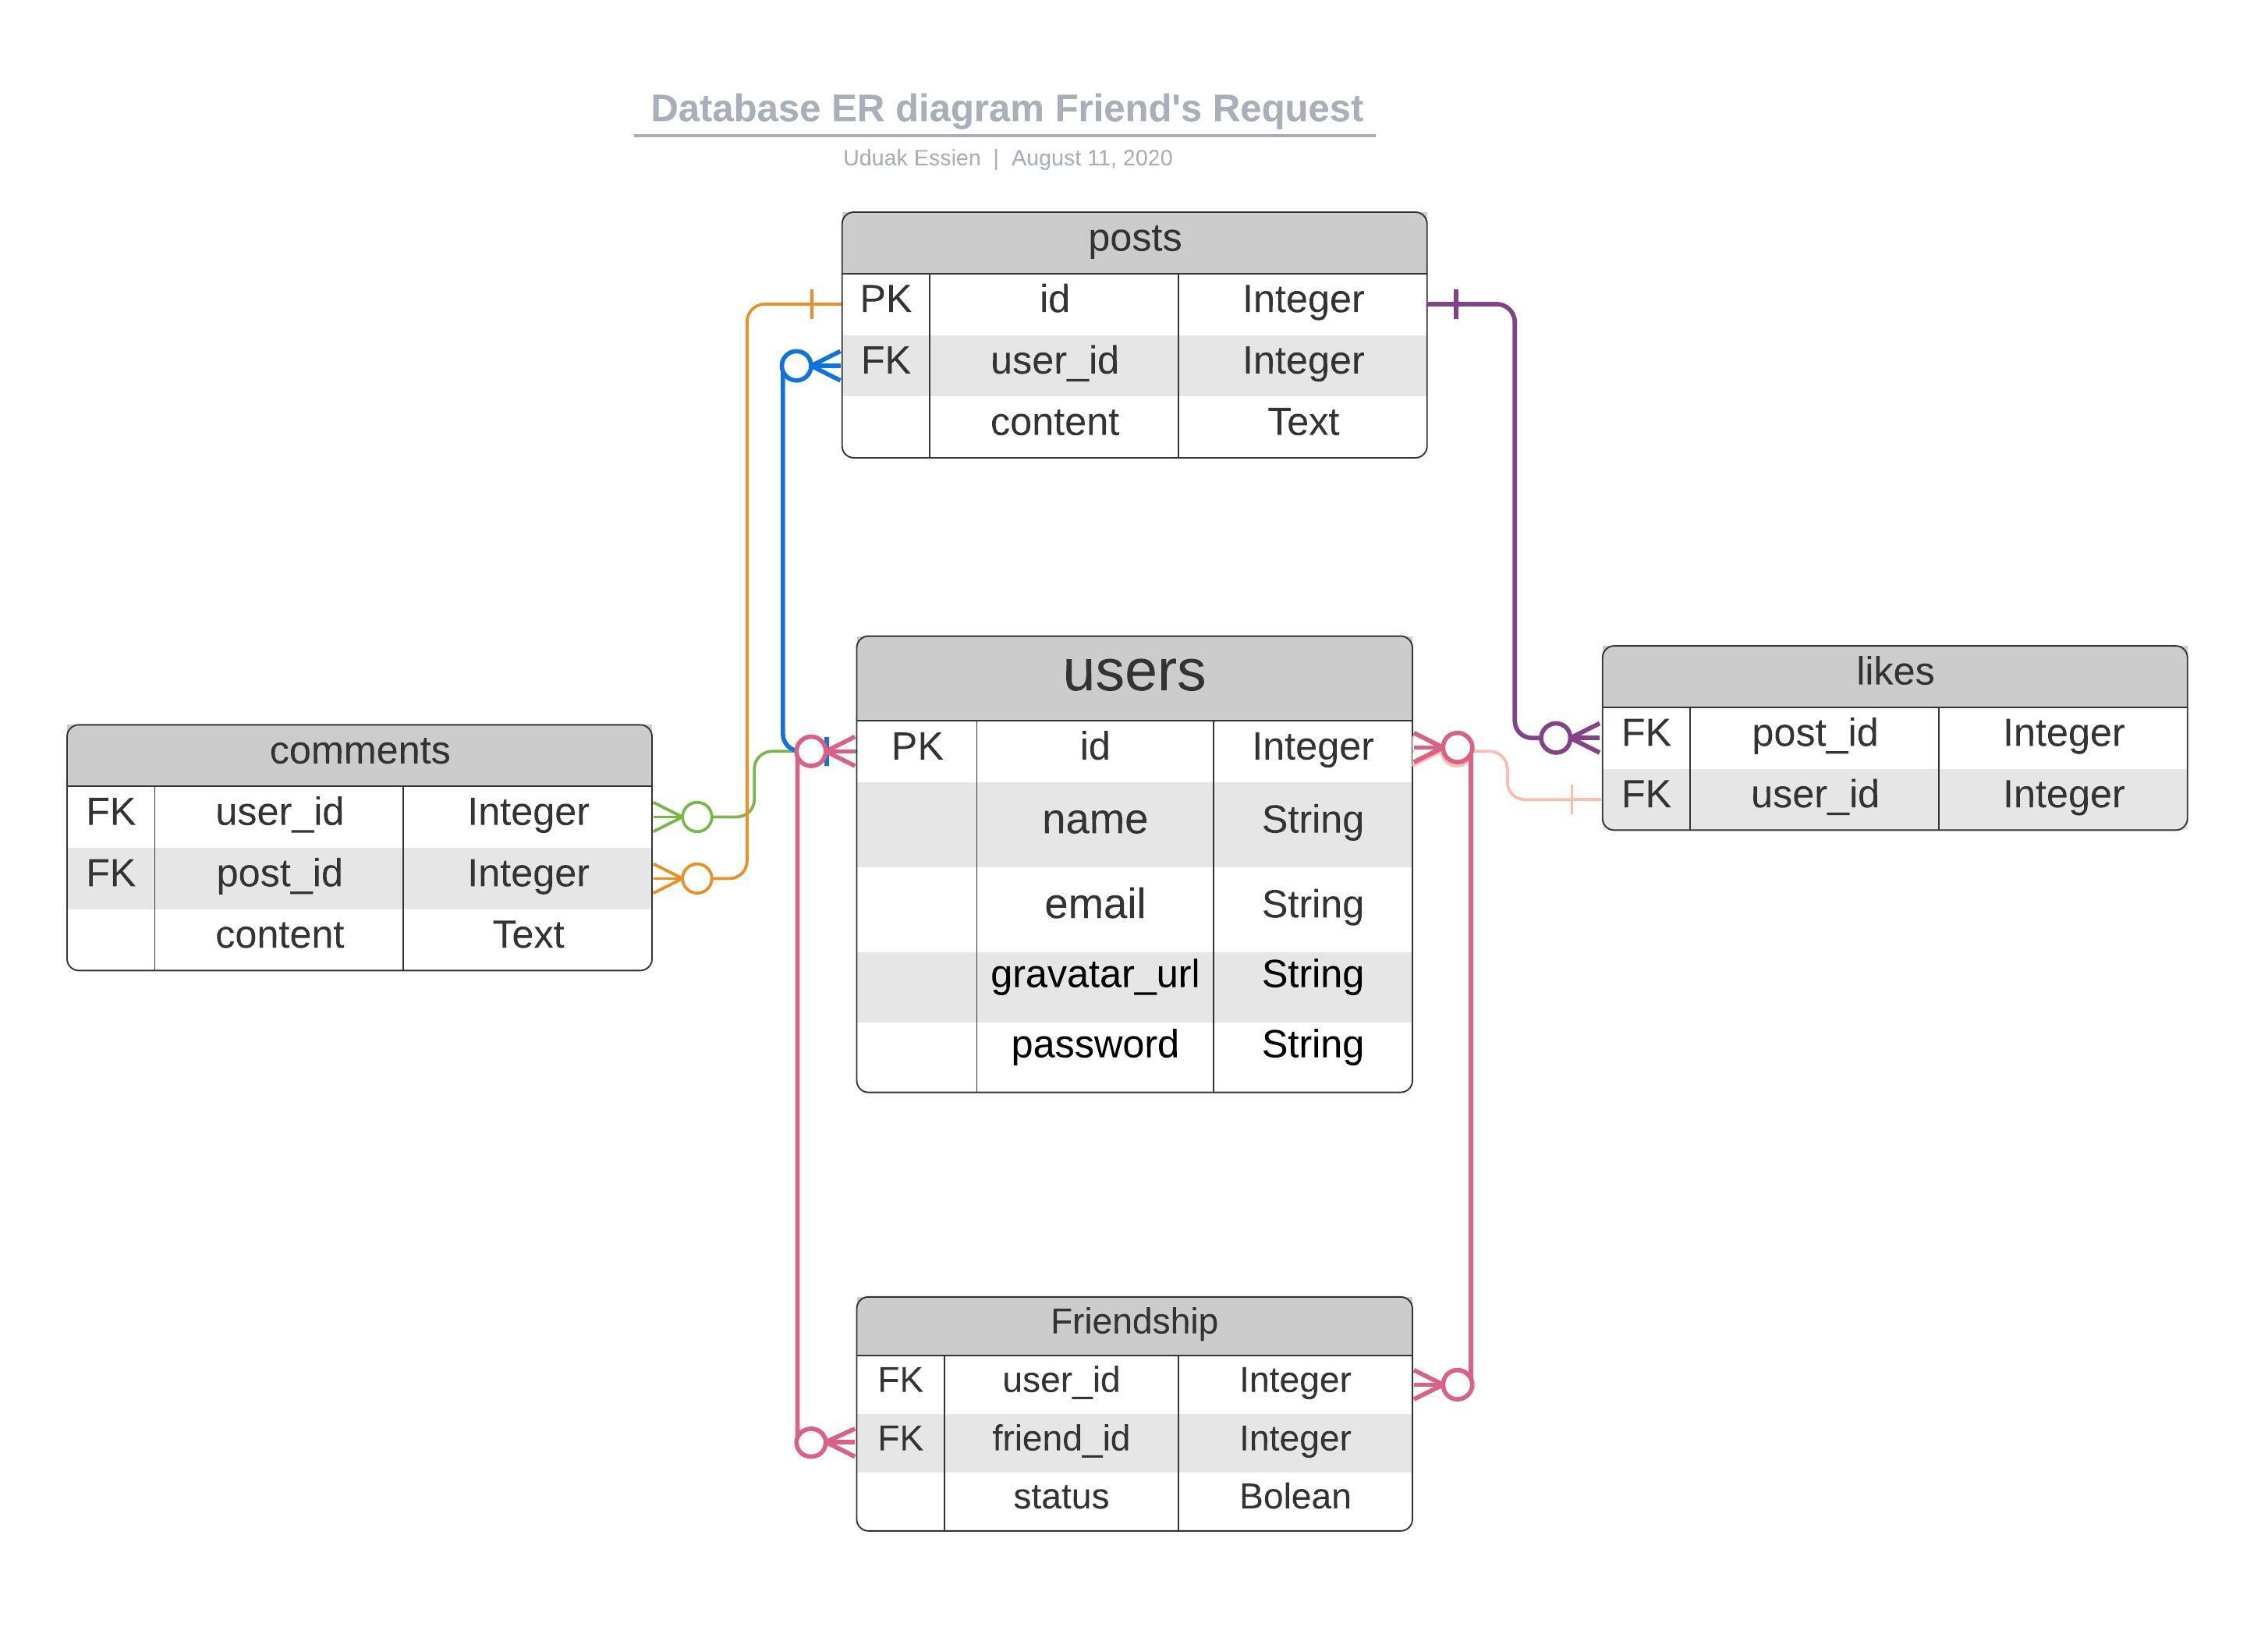 Database ER diagram Friend's Request
Uduak Essien | August 11, 2020
posts
PK id Integer
FK user_id Integer
content Text
users
PK id Integer
name String
email String
gravatar_url String
password String
likes
FK post_id Integer
FK user_id Integer
comments
FK user_id Integer
FK post_id Integer
content Text
Friendship
FK user_id Integer
FK friend_id Integer
status Bolean